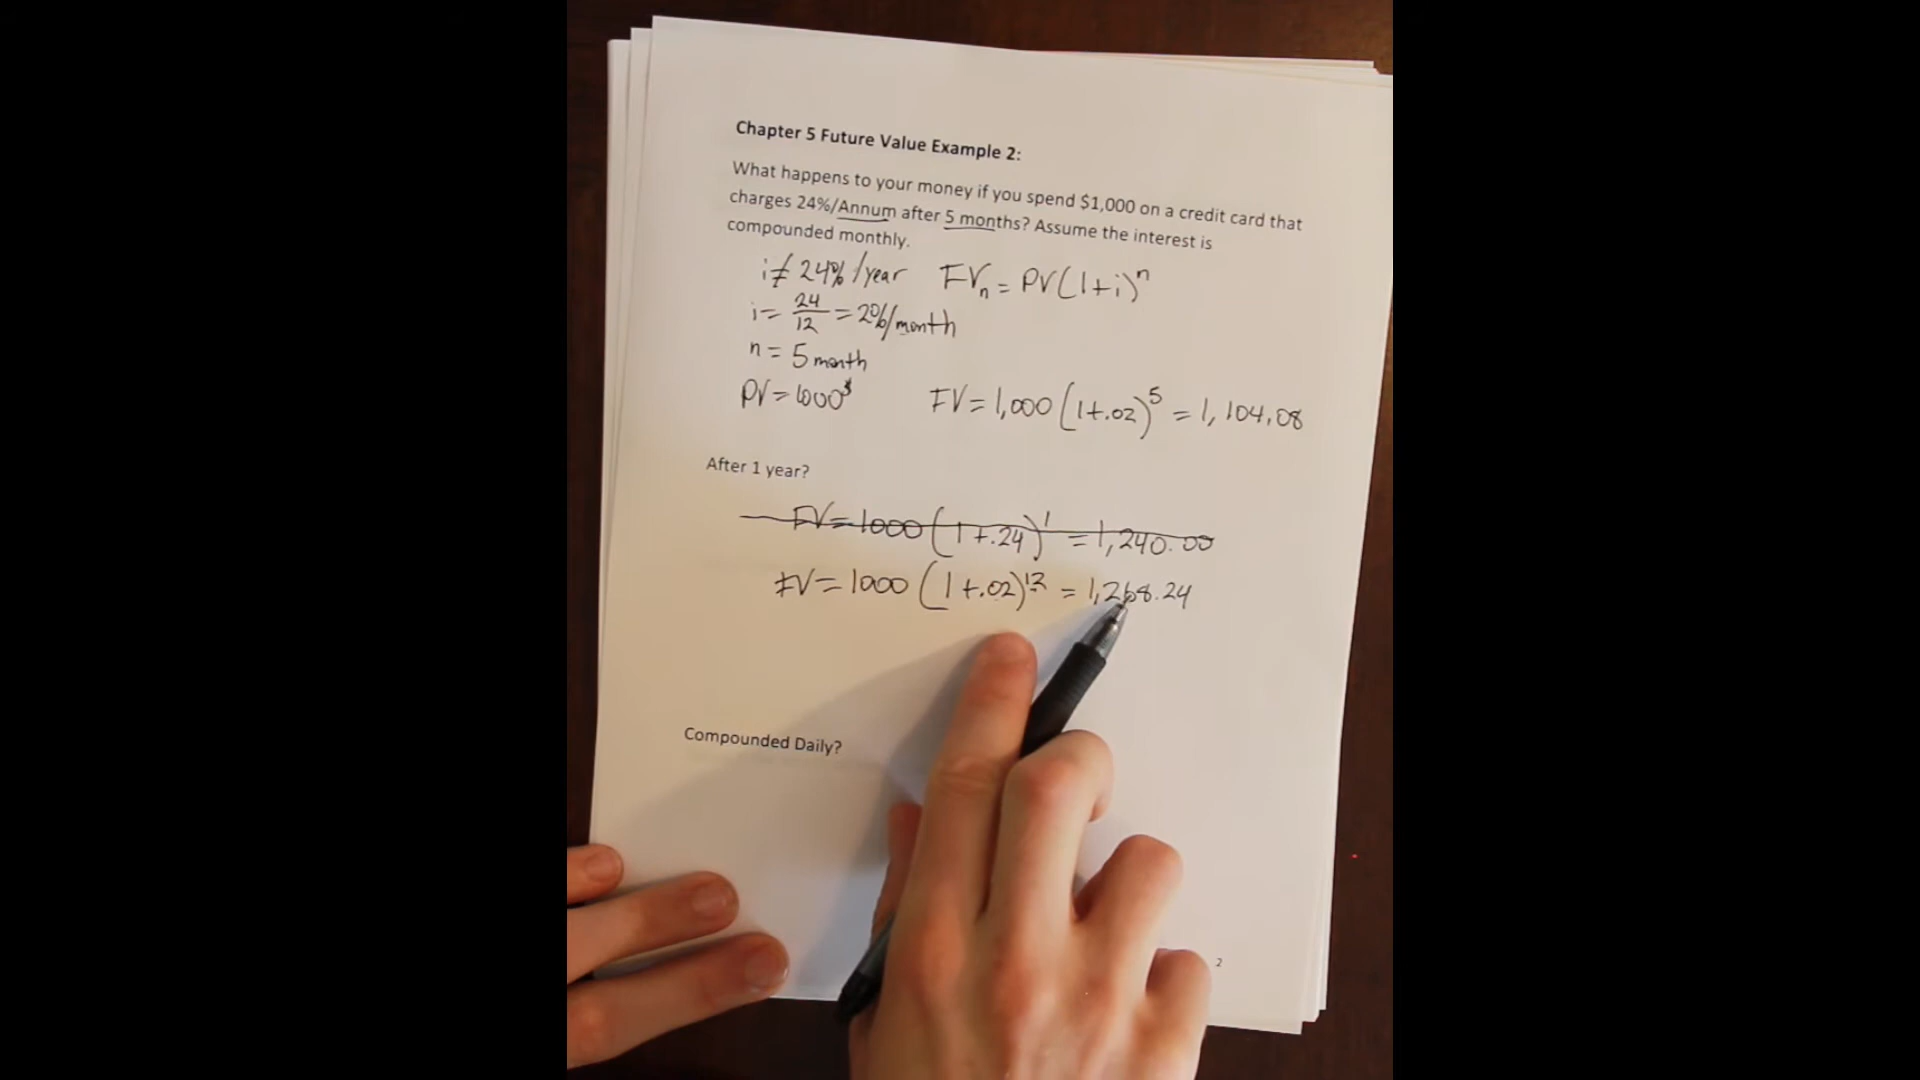 Chapter 5 Future Value Example 2:
What happens to your money if you spend $1,000 on a credit card that
charges 24%/Annum after 5 months? Assume the interest is
compounded monthly.
i ≠ 24% /year FVn = PV(1+i)^n
i = 24/12 = 2%/month
n = 5 month
PV = 1000$ FV = 1,000 (1+.02)^5 = 1,104.08
After 1 year?
FV = 1000 (1+.24)^1 = 1,240.00
FV = 1000 (1+.02)^12 = 1,268.24
Compounded Daily?
2